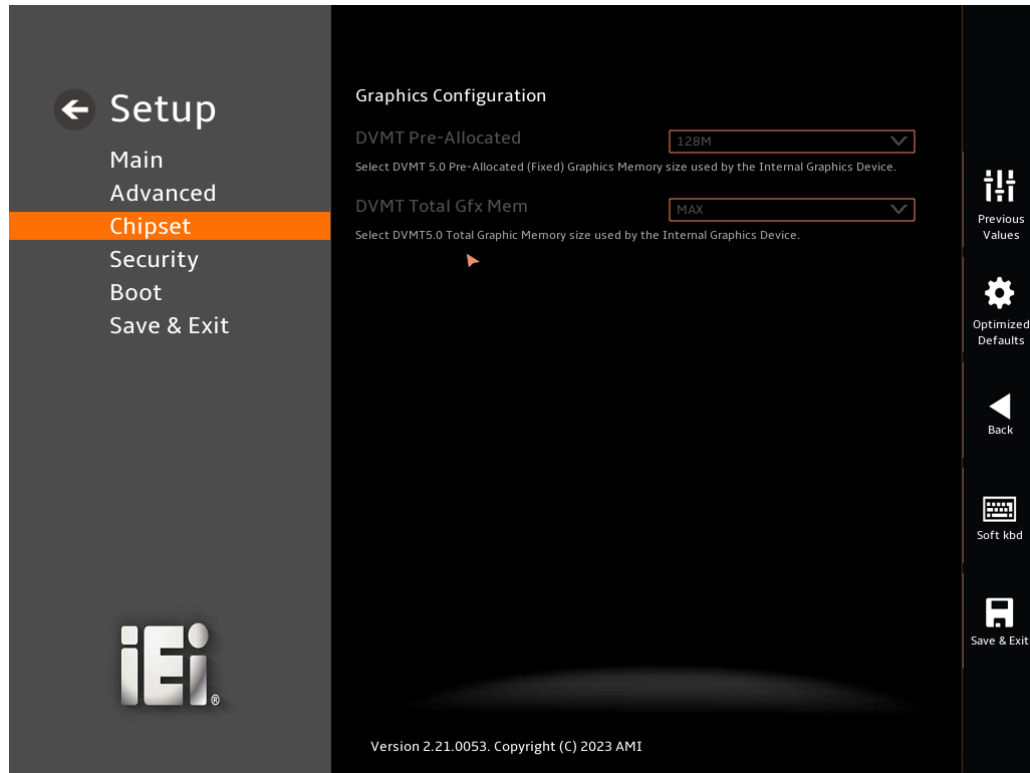 Setup
Main
Advanced
Chipset
Security
Boot
Save & Exit
iEi®
Graphics Configuration
DVMT Pre-Allocated 128M
Select DVMT 5.0 Pre-Allocated (Fixed) Graphics Memory size used by the Internal Graphics Device.
DVMT Total Gfx Mem MAX
Select DVMT5.0 Total Graphic Memory size used by the Internal Graphics Device.
Version 2.21.0053. Copyright (C) 2023 AMI
Previous
Values
Optimized
Defaults
Back
Soft kbd
Save & Exit